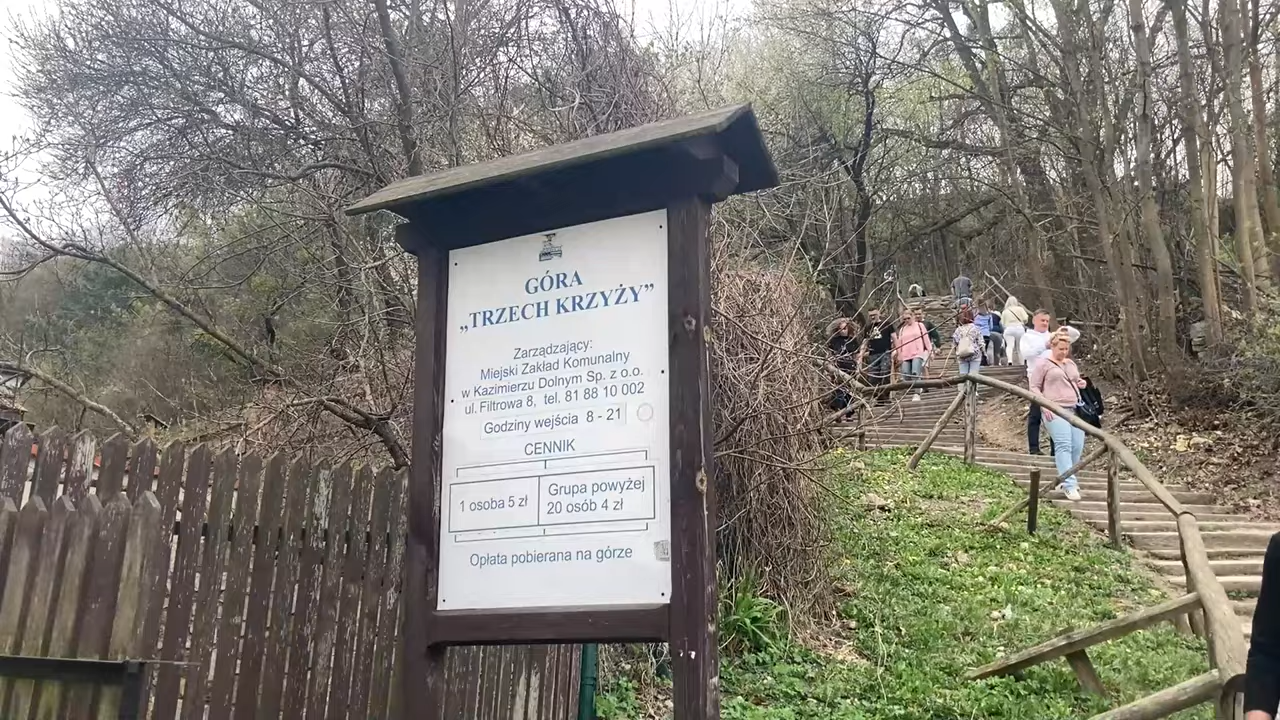 GÓRA
„TRZECH KRZYŻY”
Zarządzający:
Miejski Zakład Komunalny
w Kazimierzu Dolnym Sp. z o.o.
ul. Filtrowa 8, tel. 81 88 10 002
Godziny wejścia 8 - 21
CENNIK
1 osoba 5 zł
Grupa powyżej
20 osób 4 zł
Opłata pobierana na górze